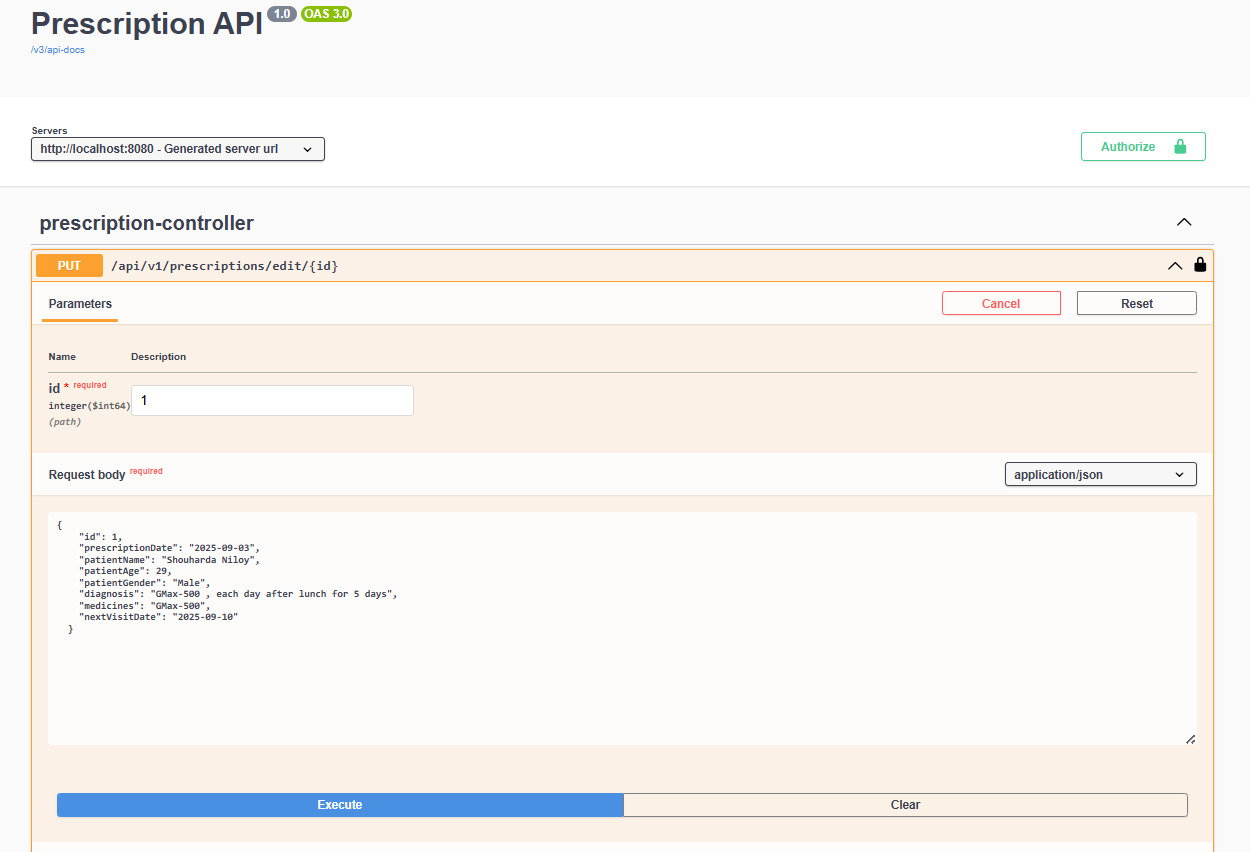 Prescription API 1.0 OAS 3.0
/v3/api-docs
Servers
http://localhost:8080 - Generated server url
Authorize
prescription-controller
PUT /api/v1/prescriptions/edit/{id}
Parameters
Cancel
Reset
Name Description
id * required
integer($int64)
(path)
1
Request body required
application/json
{
"id": 1,
"prescriptionDate": "2025-09-03",
"patientName": "Shouharda Niloy",
"patientAge": 29,
"patientGender": "Male",
"diagnosis": "GMax-500 , each day after lunch for 5 days",
"medicines": "GMax-500",
"nextVisitDate": "2025-09-10"
}
Execute
Clear